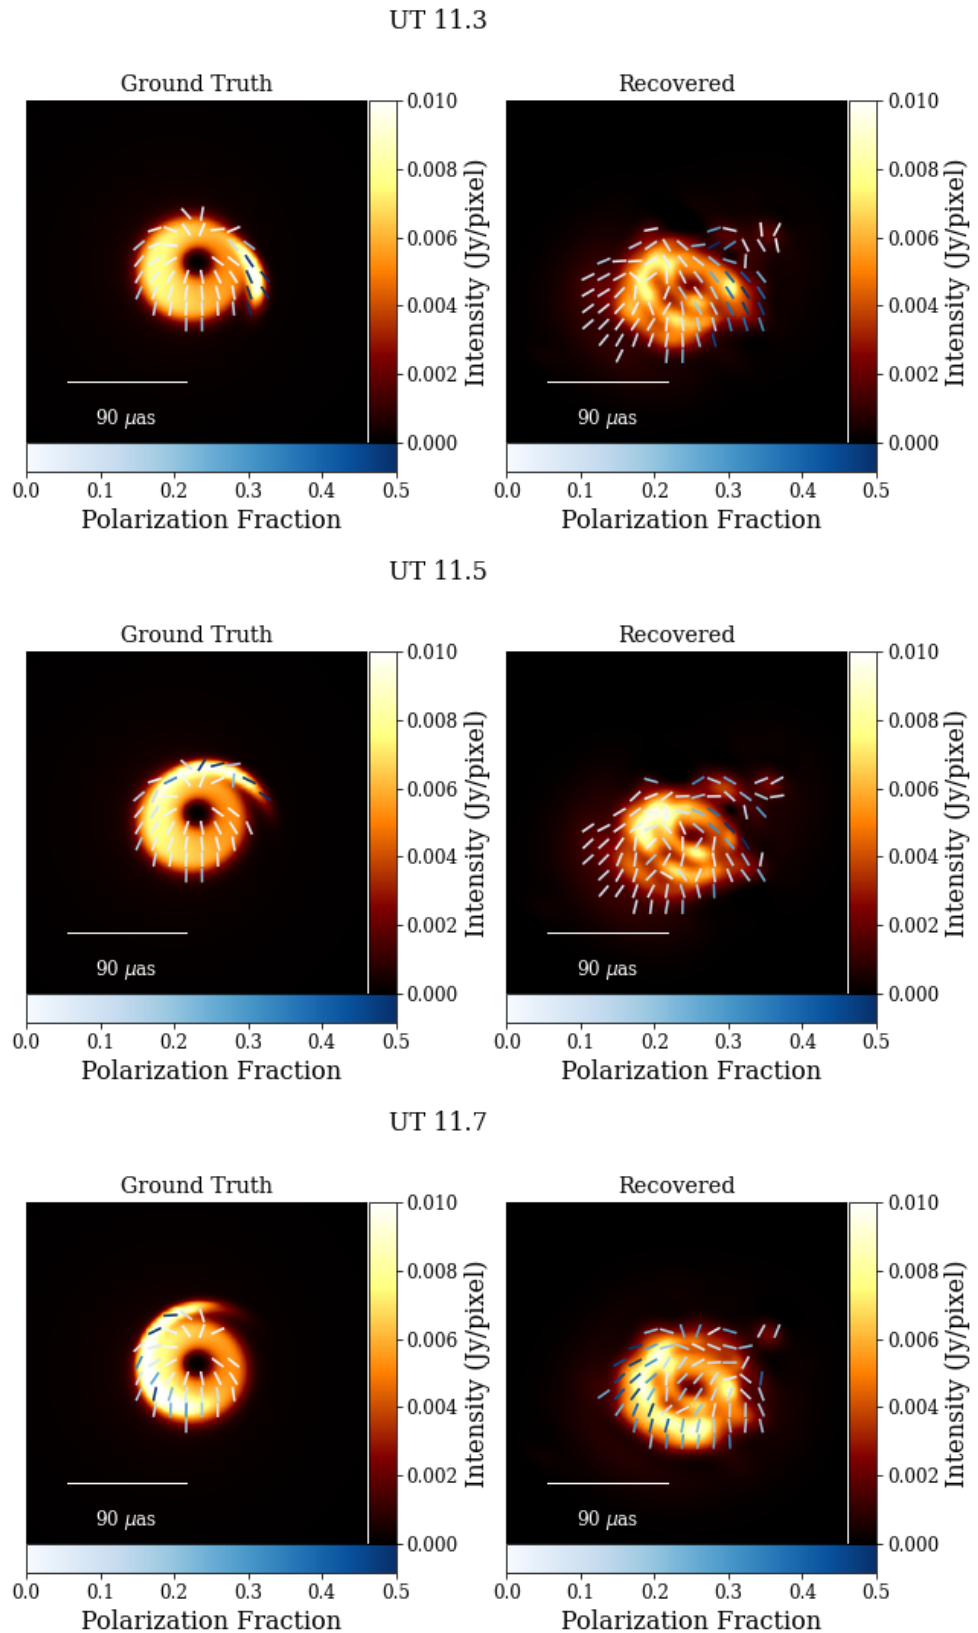 UT 11.3
Ground Truth
Recovered
0.010
0.008
0.006
0.004
0.002
0.000
Intensity (Jy/pixel)
90 μas
0.0 0.1 0.2 0.3 0.4 0.5
Polarization Fraction
0.010
0.008
0.006
0.004
0.002
0.000
Intensity (Jy/pixel)
90 μas
0.0 0.1 0.2 0.3 0.4 0.5
Polarization Fraction
UT 11.5
Ground Truth
Recovered
0.010
0.008
0.006
0.004
0.002
0.000
Intensity (Jy/pixel)
90 μas
0.0 0.1 0.2 0.3 0.4 0.5
Polarization Fraction
0.010
0.008
0.006
0.004
0.002
0.000
Intensity (Jy/pixel)
90 μas
0.0 0.1 0.2 0.3 0.4 0.5
Polarization Fraction
UT 11.7
Ground Truth
Recovered
0.010
0.008
0.006
0.004
0.002
0.000
Intensity (Jy/pixel)
90 μas
0.0 0.1 0.2 0.3 0.4 0.5
Polarization Fraction
0.010
0.008
0.006
0.004
0.002
0.000
Intensity (Jy/pixel)
90 μas
0.0 0.1 0.2 0.3 0.4 0.5
Polarization Fraction